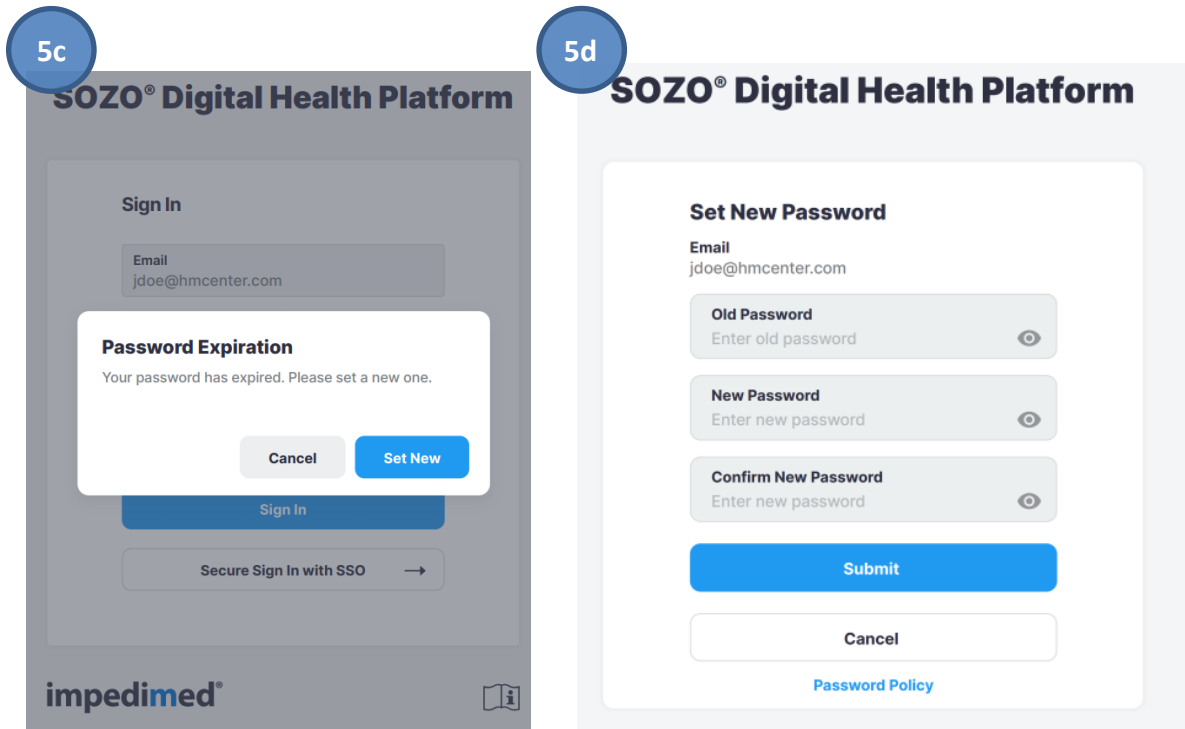 5c
SOZO® Digital Health Platform
Sign In
Email
jdoe@hmcenter.com
Password Expiration
Your password has expired. Please set a new one.
Cancel
Set New
Sign In
Secure Sign In with SSO →
impedimed®
i
5d
SOZO® Digital Health Platform
Set New Password
Email
jdoe@hmcenter.com
Old Password
Enter old password
New Password
Enter new password
Confirm New Password
Enter new password
Submit
Cancel
Password Policy